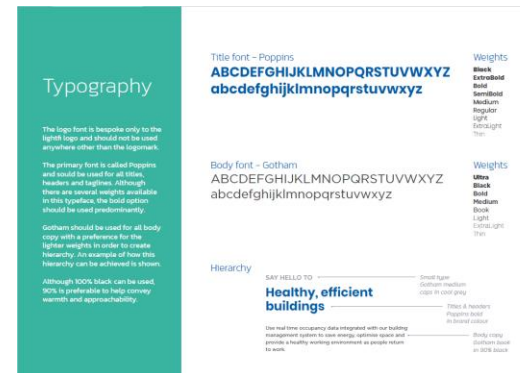 Typography
The logo font is bespoke only to the
lightfi logo and should not be used
anywhere other than the logomark.
The primary font is called Poppins
and sould be used for all titles,
headers and taglines. Although
there are several weights available
in this typeface, the bold option
should be used predominantly.
Gotham should be used for all body
copy with a preference for the
lighter weights in order to create
hierarchy. An example of how this
hierarchy can be achieved is shown.
Although 100% black can be used,
90% is preferable to help convey
warmth and approachability.
Title font – Poppins
ABCDEFGHIJKLMNOPQRSTUVWXYZ
abcdefghijklmnopqrstuvwxyz
Weights
Black
ExtraBold
Bold
SemiBold
Medium
Regular
Light
ExtraLight
Thin
Body font – Gotham
ABCDEFGHIJKLMNOPQRSTUVWXYZ
abcdefghijklmnopqrstuvwxyz
Weights
Ultra
Black
Bold
Medium
Book
Light
ExtraLight
Thin
Hierarchy
SAY HELLO TO
Small type
Gotham medium
caps in cool grey
Healthy, efficient
buildings
Titles & headers
Poppins bold
in brand colour
Use real time occupancy data integrated with our building
management system to save energy, optimise space and
provide a healthy working environment as people return
to work.
Body copy
Gotham book
in 90% black